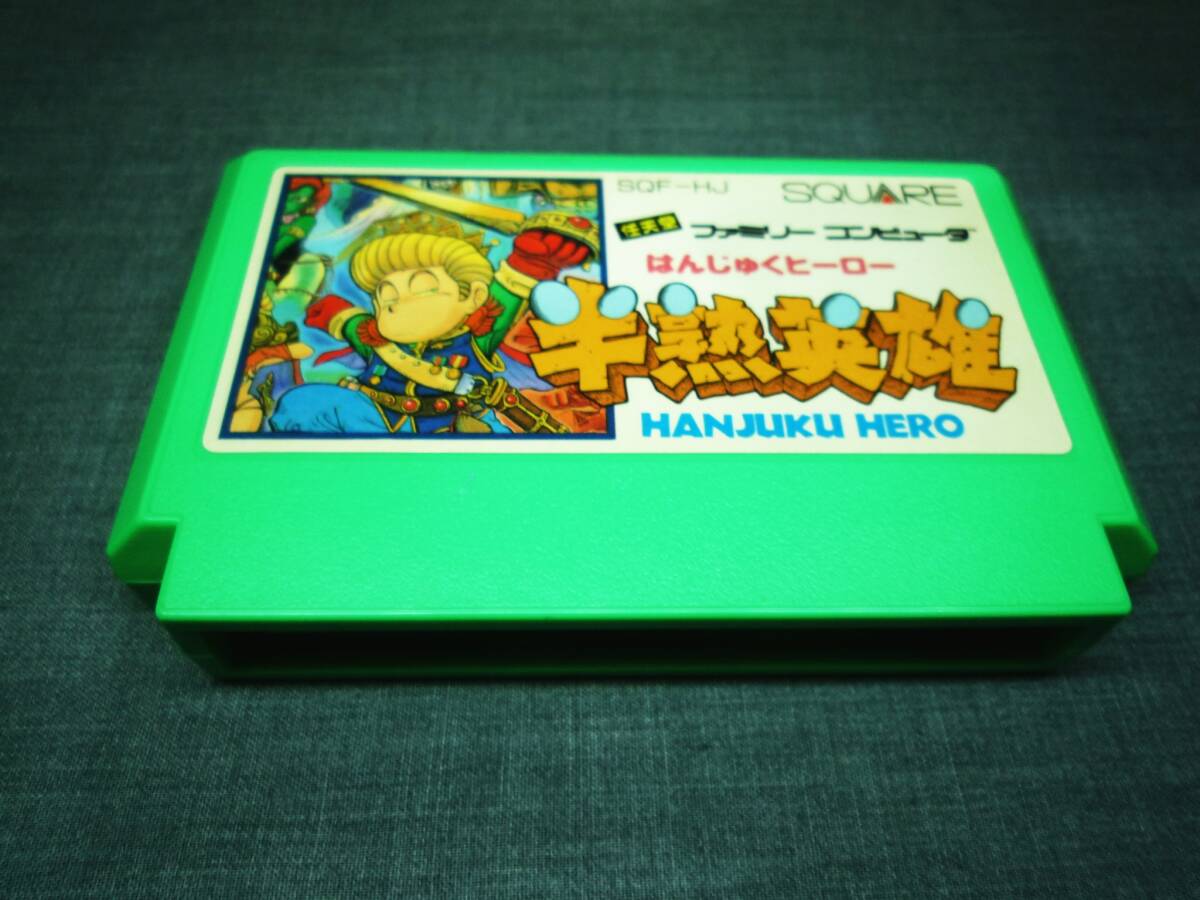 SQF-HJ SQUARE
任天堂 ファミリー コンピュータ
はんじゅくヒーロー
半熟英雄
HANJUKU HERO